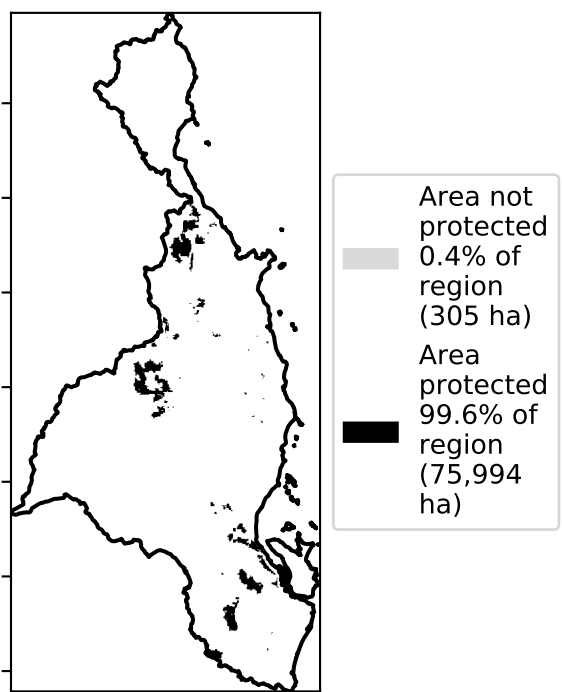 Area not
protected
0.4% of
region
(305 ha)
Area
protected
99.6% of
region
(75,994
ha)